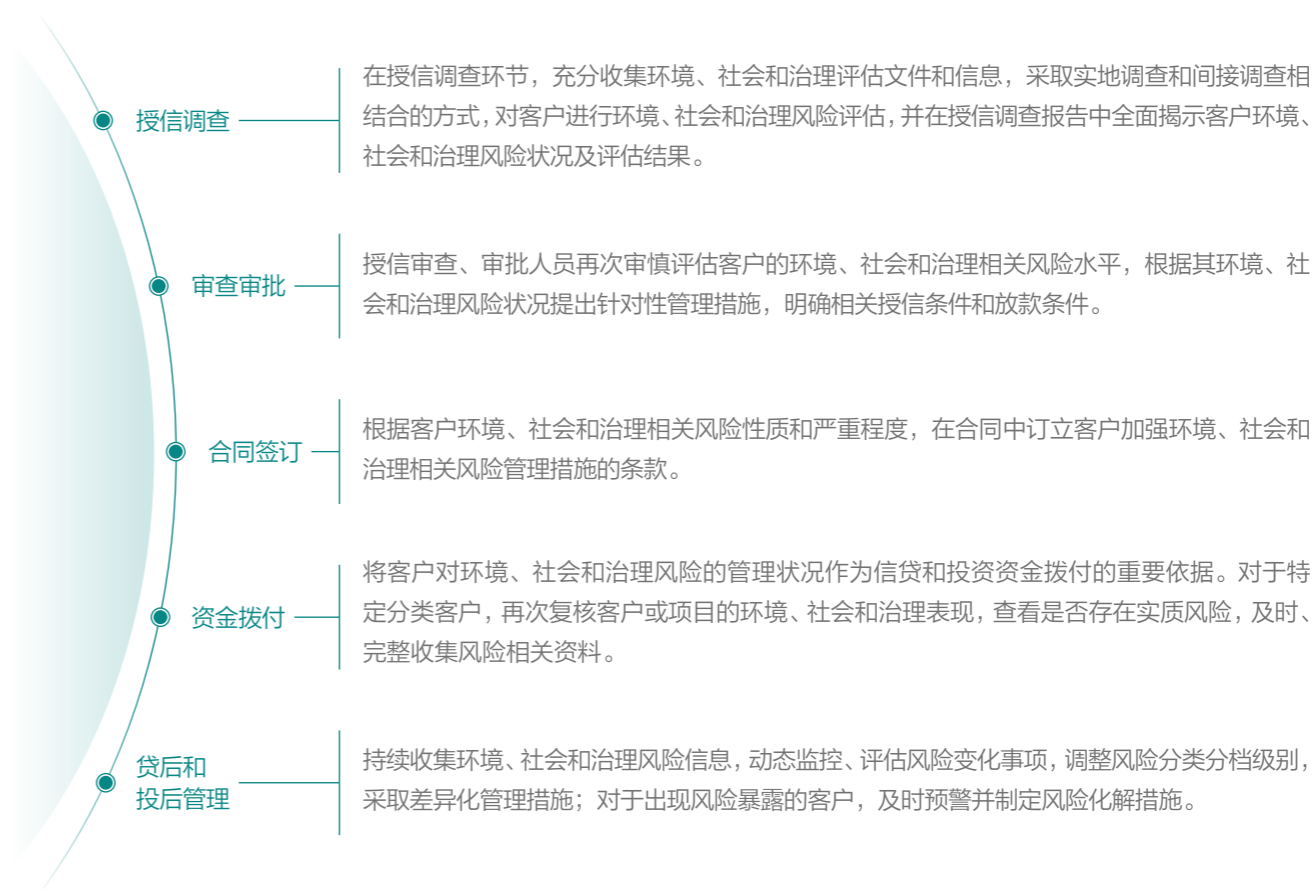 授信调查
在授信调查环节，充分收集环境、社会和治理评估文件和信息，采取实地调查和间接调查相
结合的方式，对客户进行环境、社会和治理风险评估，并在授信调查报告中全面揭示客户环境、
社会和治理风险状况及评估结果。
审查审批
授信审查、审批人员再次审慎评估客户的环境、社会和治理相关风险水平，根据其环境、社
会和治理风险状况提出针对性管理措施，明确相关授信条件和放款条件。
合同签订
根据客户环境、社会和治理相关风险性质和严重程度，在合同中订立客户加强环境、社会和
治理相关风险管理措施的条款。
资金拨付
将客户对环境、社会和治理风险的管理状况作为信贷和投资资金拨付的重要依据。对于特
定分类客户，再次复核客户或项目的环境、社会和治理表现，查看是否存在实质风险，及时、
完整收集风险相关资料。
贷后和
投后管理
持续收集环境、社会和治理风险信息，动态监控、评估风险变化事项，调整风险分类分档级别，
采取差异化管理措施；对于出现风险暴露的客户，及时预警并制定风险化解措施。